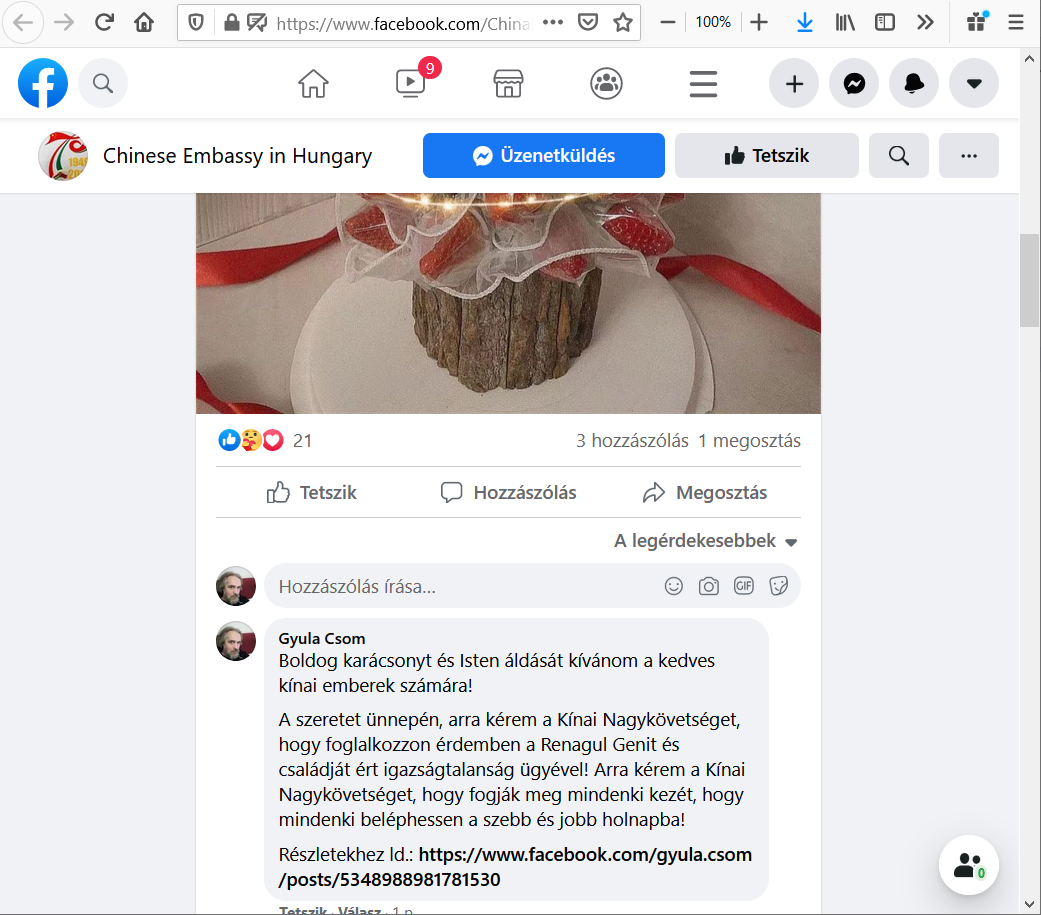 https://www.facebook.com/China
100%
9
Chinese Embassy in Hungary
Üzenetküldés
Tetszik
21
3 hozzászólás 1 megosztás
Tetszik
Hozzászólás
Megosztás
A legérdekesebbek
Hozzászólás írása...
GIF
Gyula Csom
Boldog karácsonyt és Isten áldását kívánom a kedves
kínai emberek számára!
A szeretet ünnepén, arra kérem a Kínai Nagykövetséget,
hogy foglalkozzon érdemben a Renagul Genit és
családját ért igazságtalanság ügyével! Arra kérem a Kínai
Nagykövetséget, hogy fogják meg mindenki kezét, hogy
mindenki beléphessen a szebb és jobb holnapba!
Részletekhez ld.: https://www.facebook.com/gyula.csom
/posts/5348988981781530
0
Tetszik · Válasz · 1 p